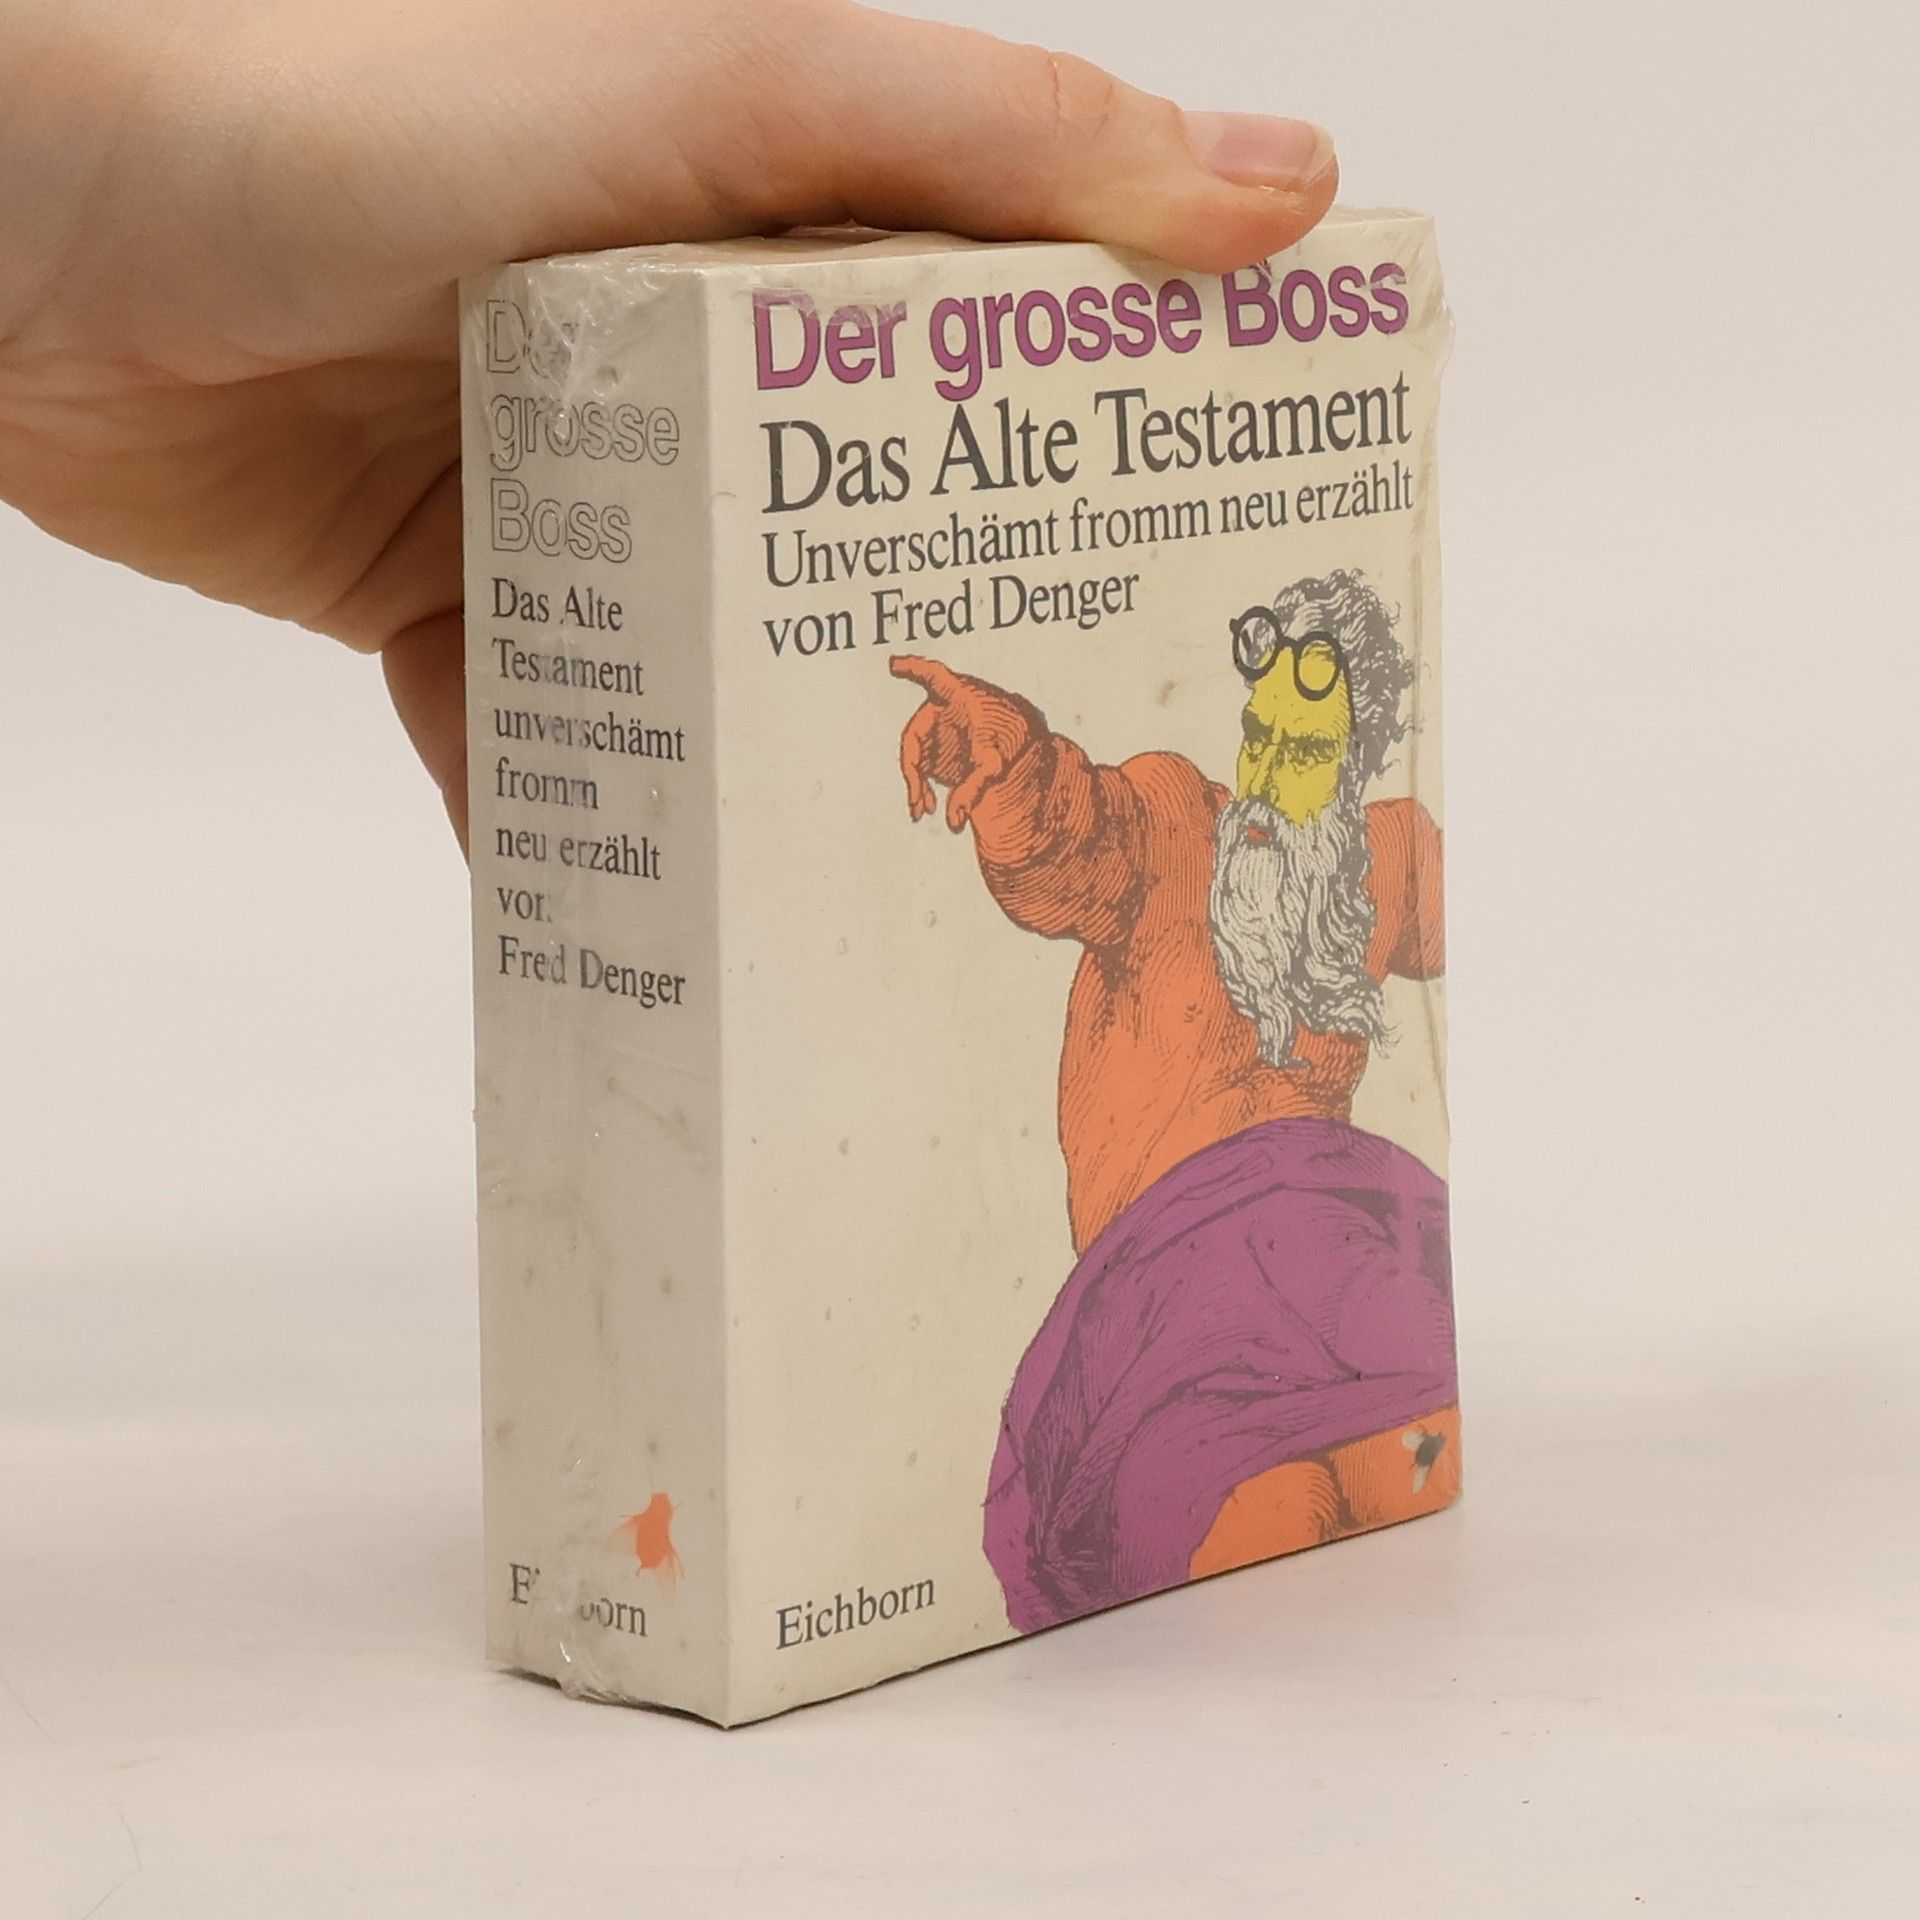 Der
grosse
Boss
Das Alte
Testament
unverschämt
fromm
neu erzählt
von
Fred Denger
Der grosse Boss
Das Alte Testament
Unverschämt fromm neu erzählt
von Fred Denger
Eichborn
Eichborn